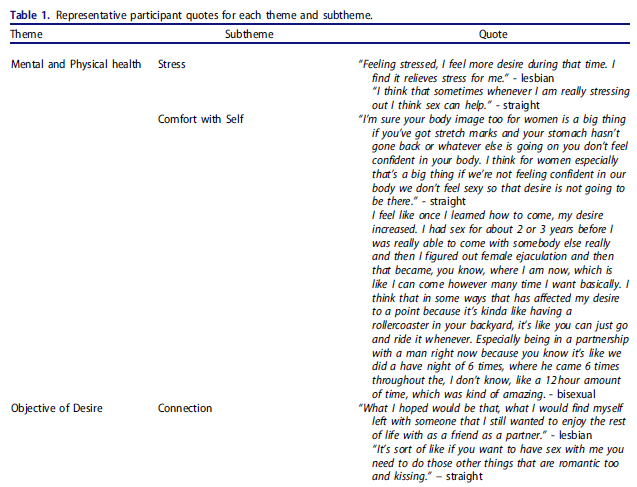 Table 1. Representative participant quotes for each theme and subtheme.
Theme Subtheme Quote
Mental and Physical health Stress “Feeling stressed, I feel more desire during that time. I
find it relieves stress for me.” - lesbian
“I think that sometimes whenever I am really stressing
out I think sex can help.” - straight
Comfort with Self “I’m sure your body image too for women is a big thing
if you’ve got stretch marks and your stomach hasn’t
gone back or whatever else is going on you don’t feel
confident in your body. I think for women especially
that’s a big thing if we’re not feeling confident in our
body we don’t feel sexy so that desire is not going to
be there.” - straight
I feel like once I learned how to come, my desire
increased. I had sex for about 2 or 3 years before I
was really able to come with somebody else really
and then I figured out female ejaculation and then
that became, you know, where I am now, which is
like I can come however many time I want basically. I
think that in some ways that has affected my desire
to a point because it’s kinda like having a
rollercoaster in your backyard, it’s like you can just go
and ride it whenever. Especially being in a partnership
with a man right now because you know it’s like we
did a have night of 6 times, where he came 6 times
throughout the, I don’t know, like a 12 hour amount
of time, which was kind of amazing. - bisexual
Objective of Desire Connection “What I hoped would be that, what I would find myself
left with someone that I still wanted to enjoy the rest
of life with as a friend as a partner.” - lesbian
“It’s sort of like if you want to have sex with me you
need to do those other things that are romantic too
and kissing.” – straight